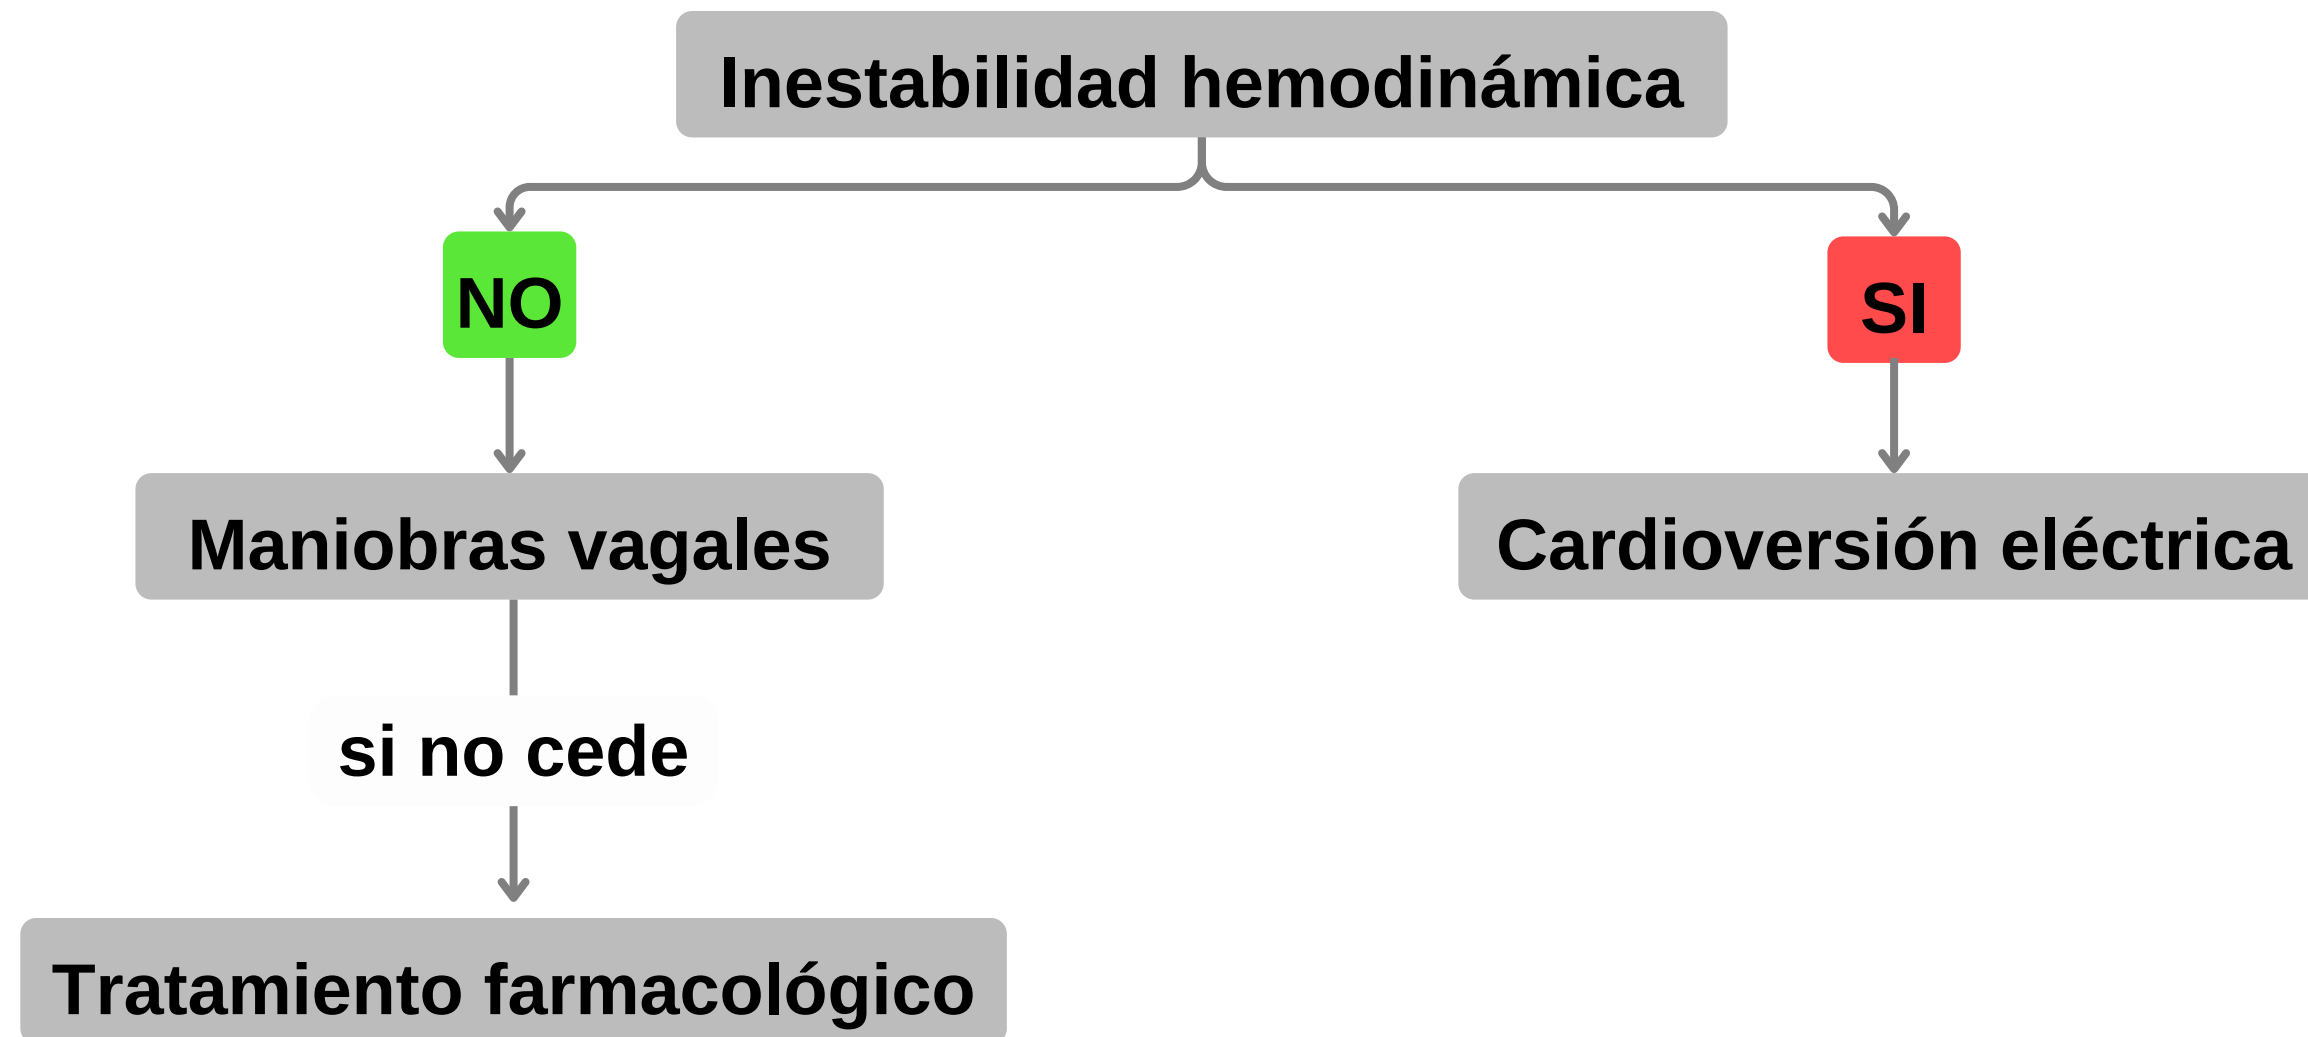 Inestabilidad hemodinámica
NO
SI
Maniobras vagales
Cardioversión eléctrica
si no cede
Tratamiento farmacológico